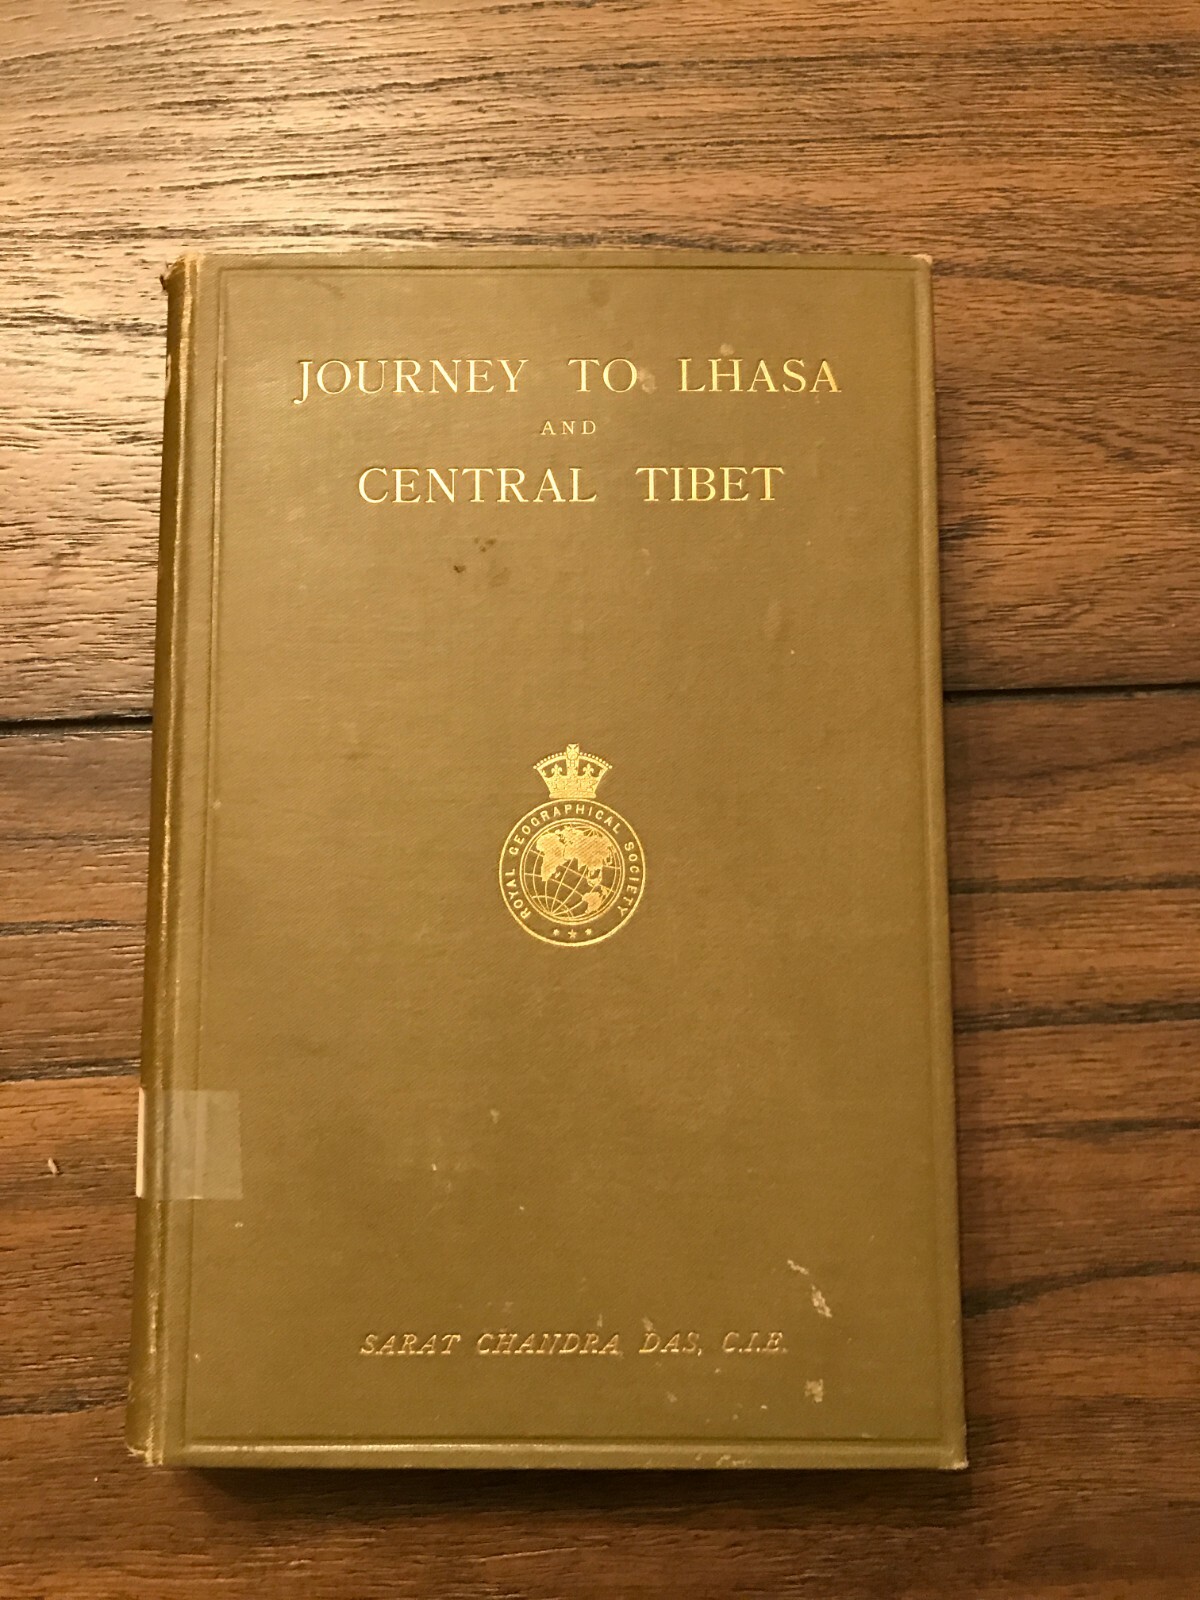 JOURNEY TO LHASA
AND
CENTRAL TIBET
ROYAL GEOGRAPHICAL SOCIETY
SARAT CHANDRA DAS, C.I.E.